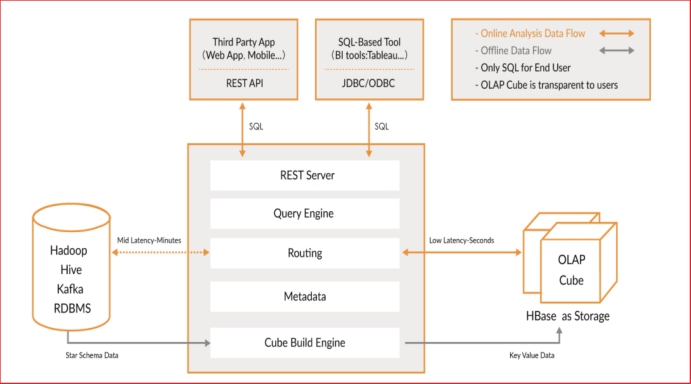 Third Party App
(Web App, Mobile...)
REST API
SQL-Based Tool
(BI tools:Tableau...)
JDBC/ODBC
- Online Analysis Data Flow
- Offline Data Flow
- Only SQL for End User
- OLAP Cube is transparent to users
SQL
SQL
REST Server
Query Engine
Routing
Metadata
Cube Build Engine
Hadoop
Hive
Kafka
RDBMS
Mid Latency-Minutes
Low Latency-Seconds
OLAP
Cube
HBase as Storage
Star Schema Data
Key Value Data